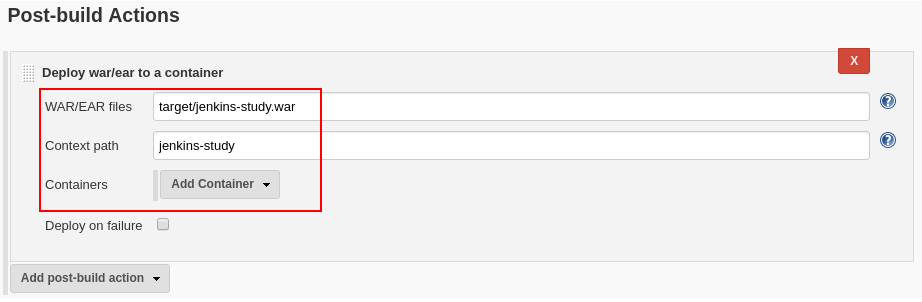 Post-build Actions
X
Deploy war/ear to a container
WAR/EAR files target/jenkins-study.war ?
Context path jenkins-study ?
Containers Add Container
Deploy on failure
Add post-build action